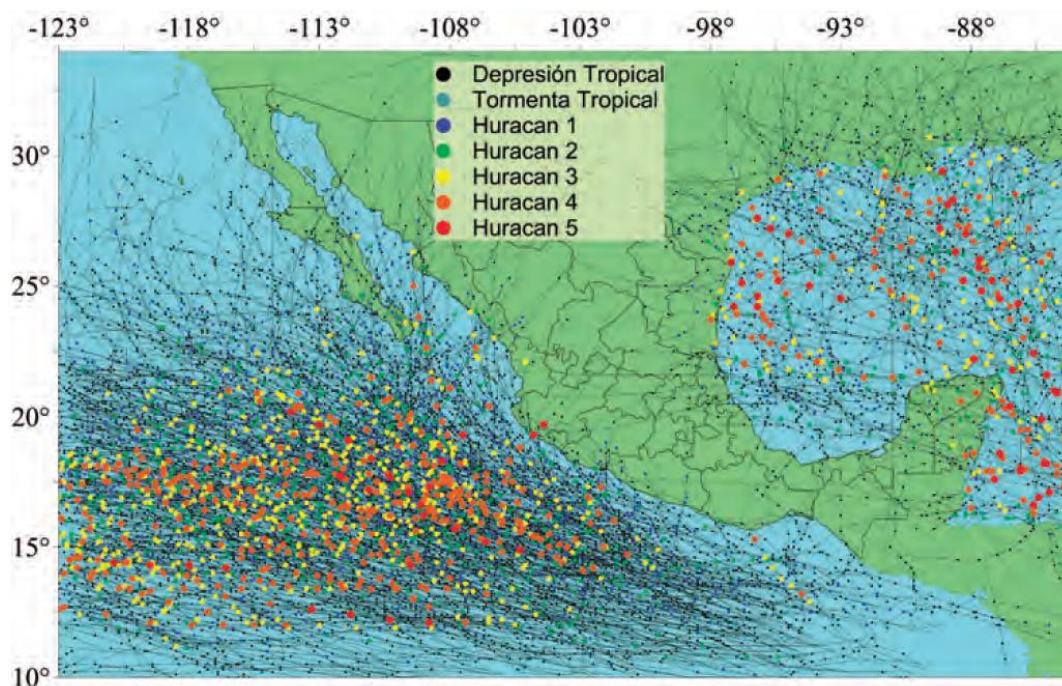 -123° -118° -113° -108° -103° -98° -93° -88°
Depresión Tropical
Tormenta Tropical
Huracan 1
Huracan 2
Huracan 3
Huracan 4
Huracan 5
30°
25°
20°
15°
10°